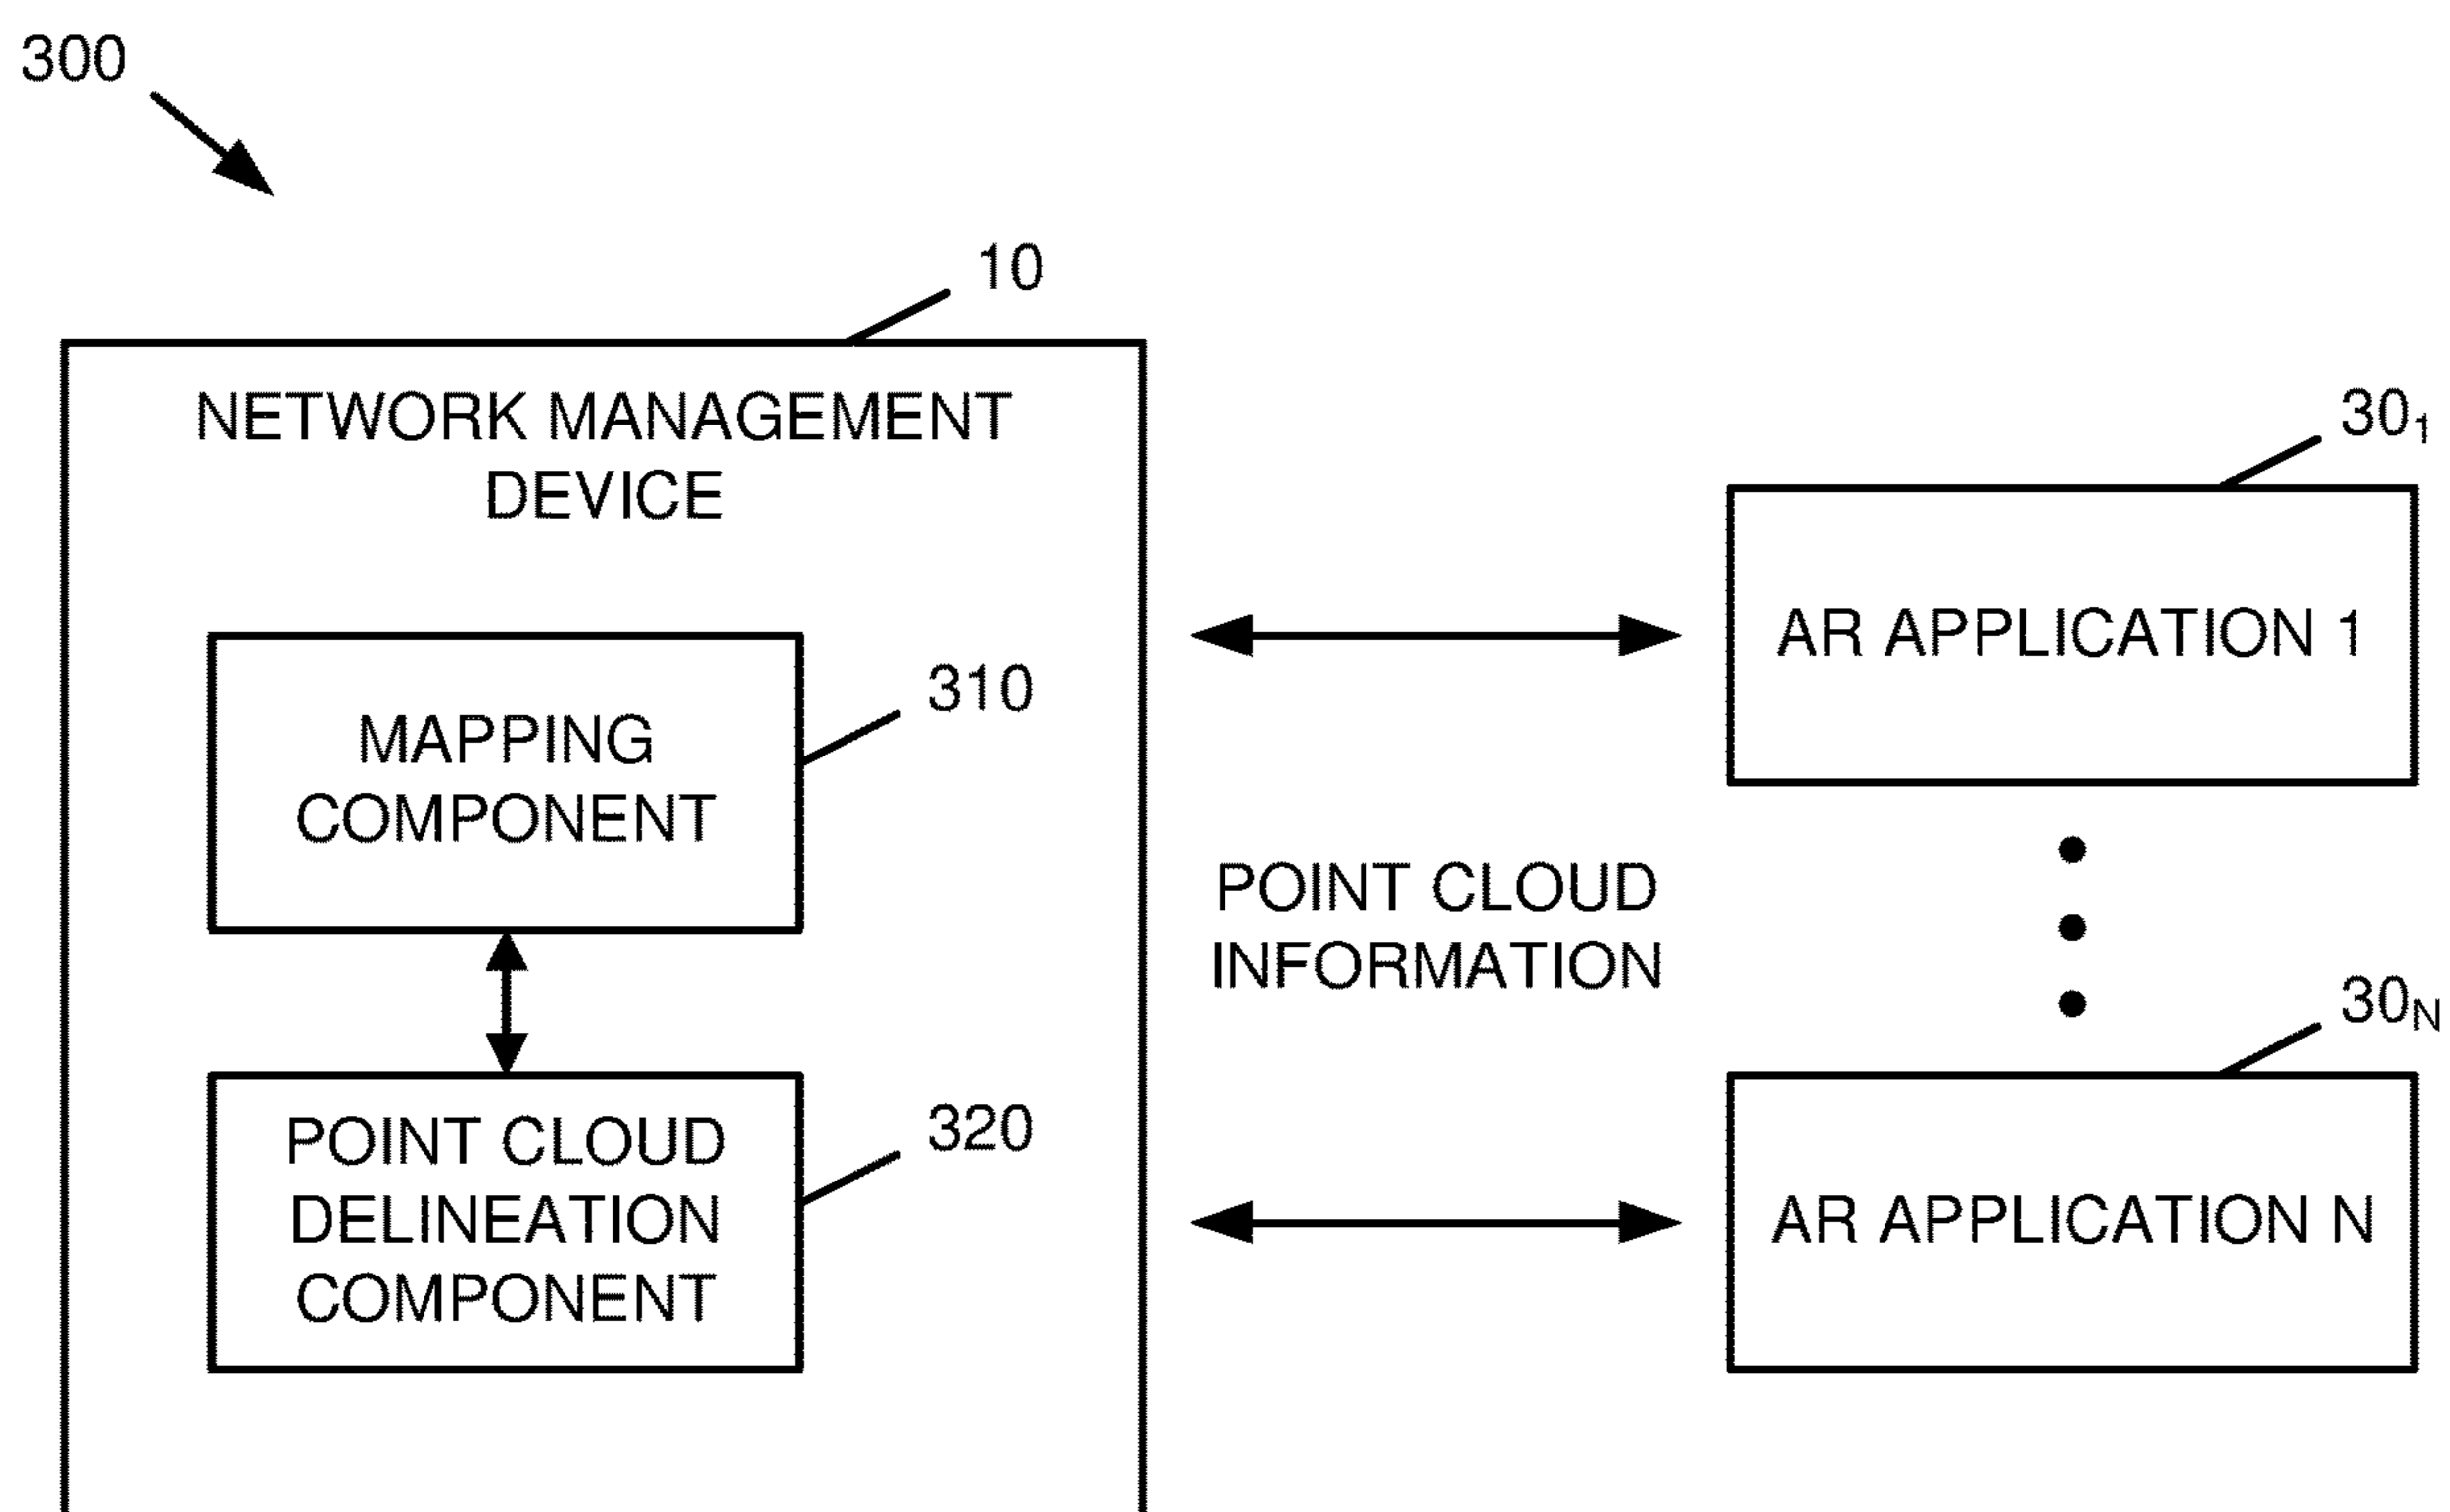 300
10
NETWORK MANAGEMENT
DEVICE
30₁
AR APPLICATION 1
310
MAPPING
COMPONENT
POINT CLOUD
INFORMATION
30N
320
POINT CLOUD
DELINEATION
COMPONENT
AR APPLICATION N